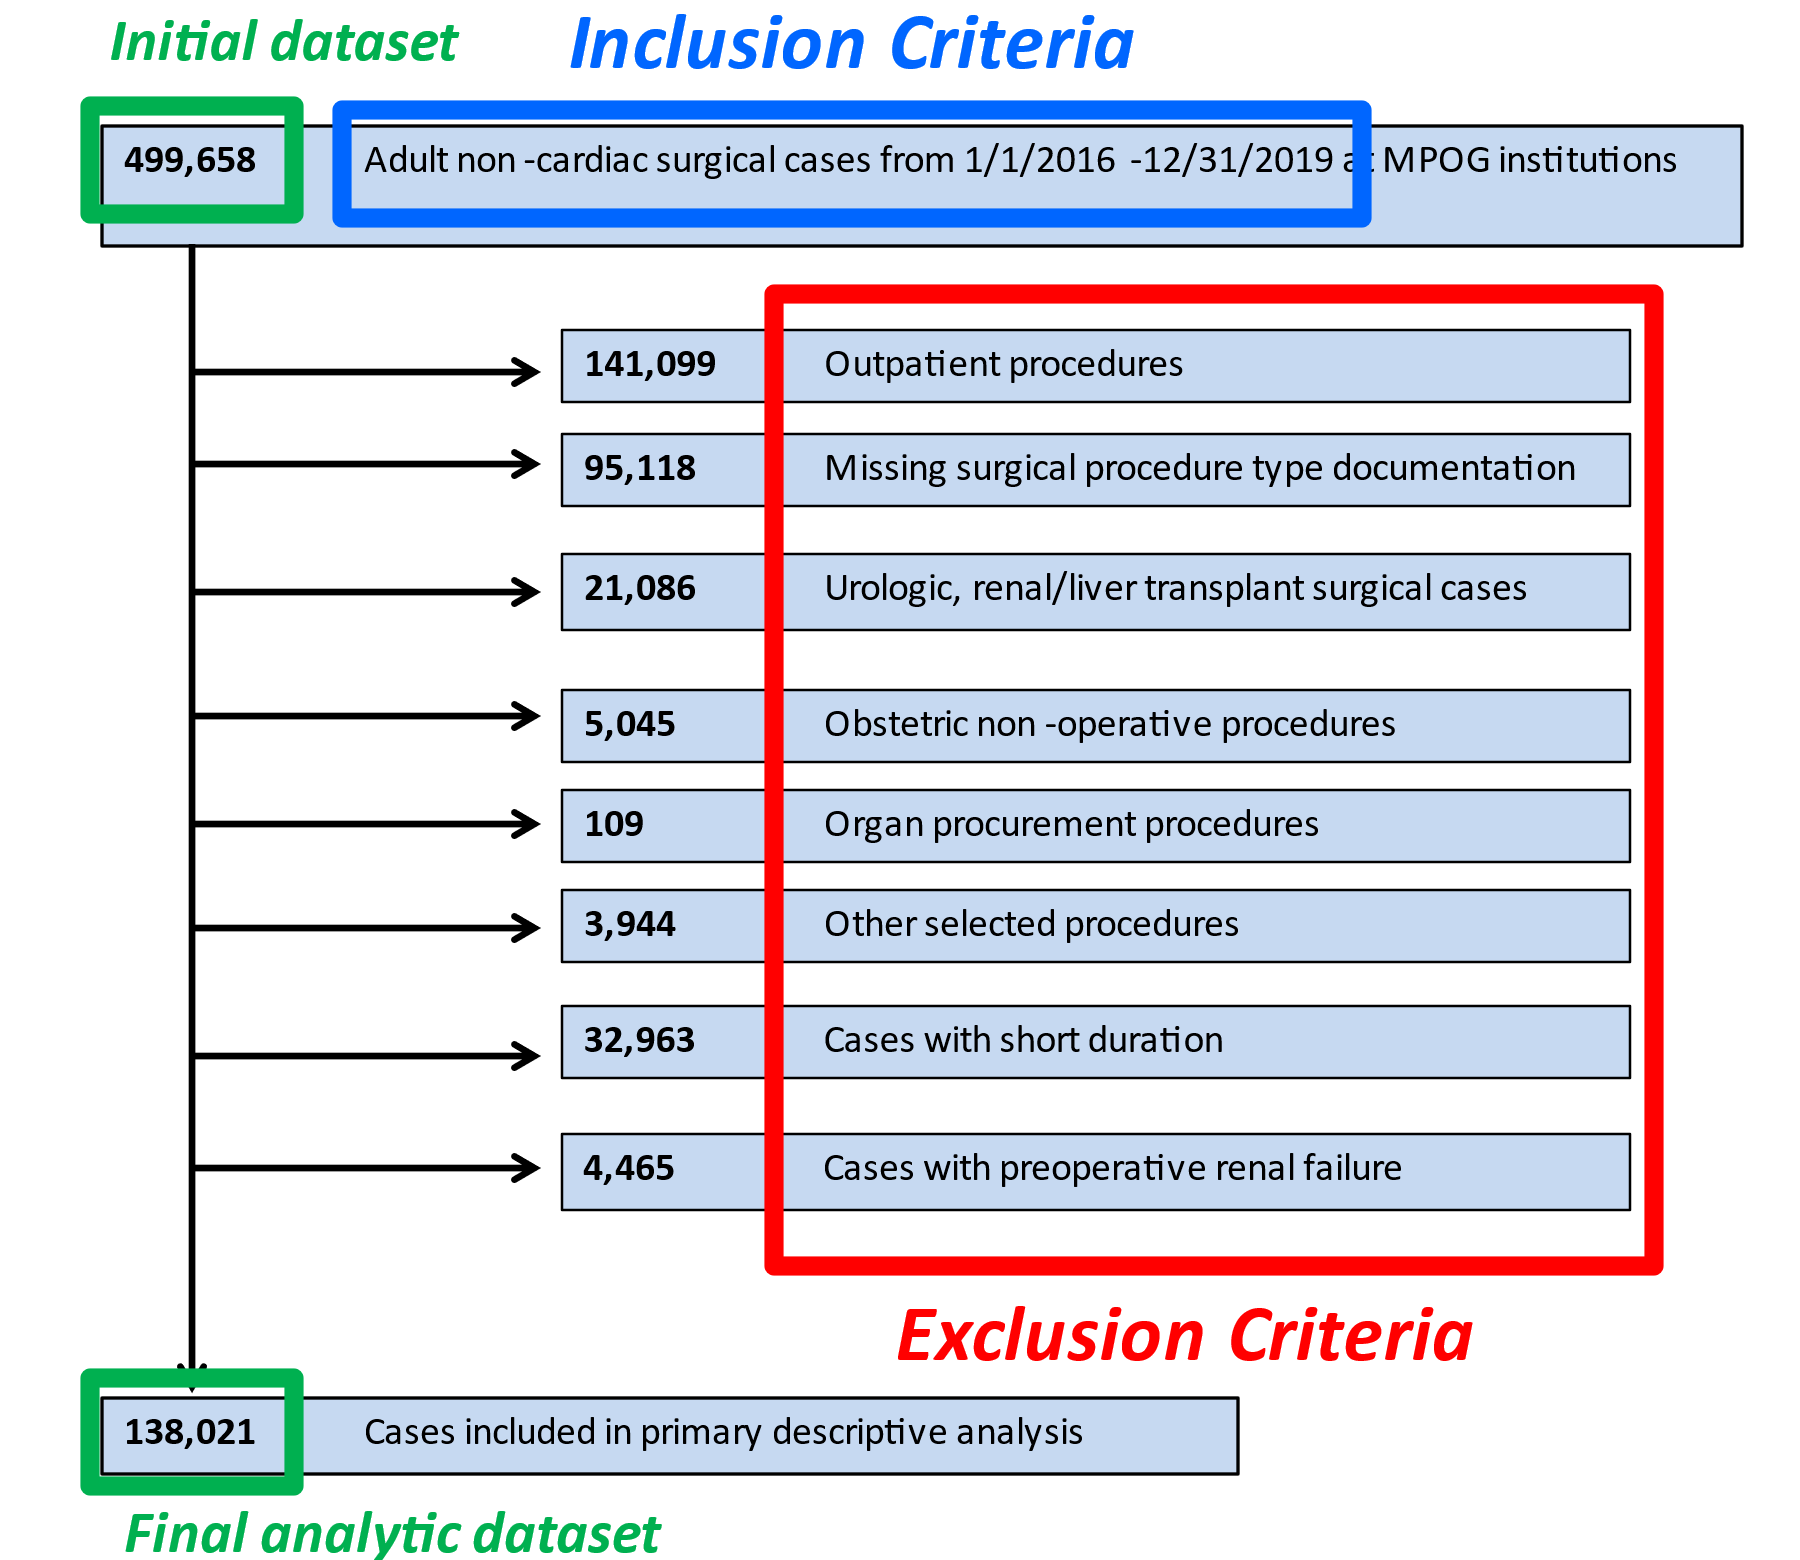 Initial dataset
Inclusion Criteria
499,658 Adult non -cardiac surgical cases from 1/1/2016 -12/31/2019 at MPOG institutions
141,099 Outpatient procedures
95,118 Missing surgical procedure type documentation
21,086 Urologic, renal/liver transplant surgical cases
5,045 Obstetric non -operative procedures
109 Organ procurement procedures
3,944 Other selected procedures
32,963 Cases with short duration
4,465 Cases with preoperative renal failure
Exclusion Criteria
138,021 Cases included in primary descriptive analysis
Final analytic dataset